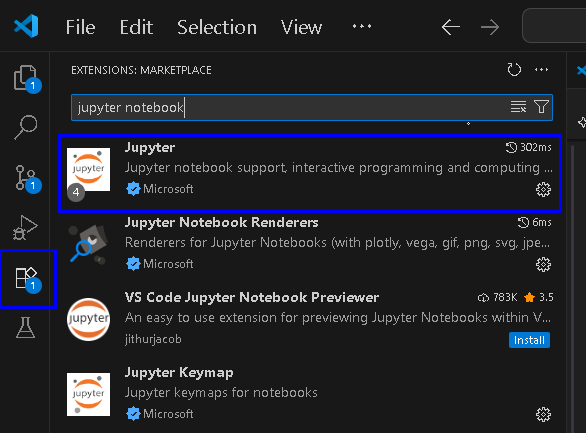 File Edit Selection View ...
EXTENSIONS: MARKETPLACE
1
jupyter notebook
Jupyter 302ms
Jupyter notebook support, interactive programming and computing ...
4
Microsoft
1
Jupyter Notebook Renderers 6ms
Renderers for Jupyter Notebooks (with plotly, vega, gif, png, svg, jpe...
Microsoft
1
VS Code Jupyter Notebook Previewer 783K 3.5
An easy to use extension for previewing Jupyter Notebooks within V...
jupyter
jithurjacob Install
Jupyter Keymap
Jupyter keymaps for notebooks
Microsoft